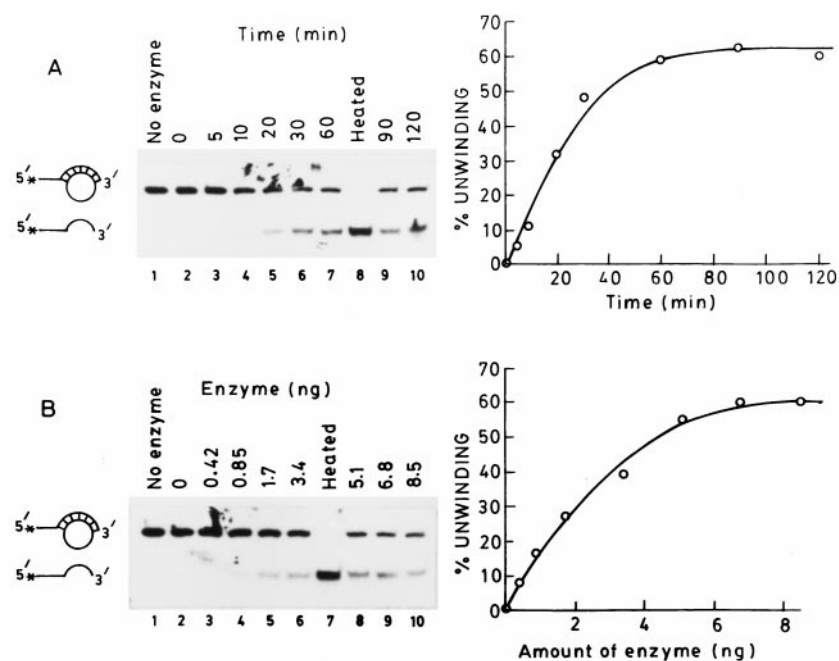 A
Time (min)
No enzyme
0
5
10
20
30
60
Heated
90
120
5′
*
3′
5′
*
3′
1 2 3 4 5 6 7 8 9 10
% UNWINDING
70
60
50
40
30
20
10
0
20 40 60 80 100 120
Time (min)
B
Enzyme (ng)
No enzyme
0
0.42
0.85
1.7
3.4
Heated
5.1
6.8
8.5
5′
*
3′
5′
*
3′
1 2 3 4 5 6 7 8 9 10
% UNWINDING
70
60
50
40
30
20
10
0
2 4 6 8
Amount of enzyme (ng)